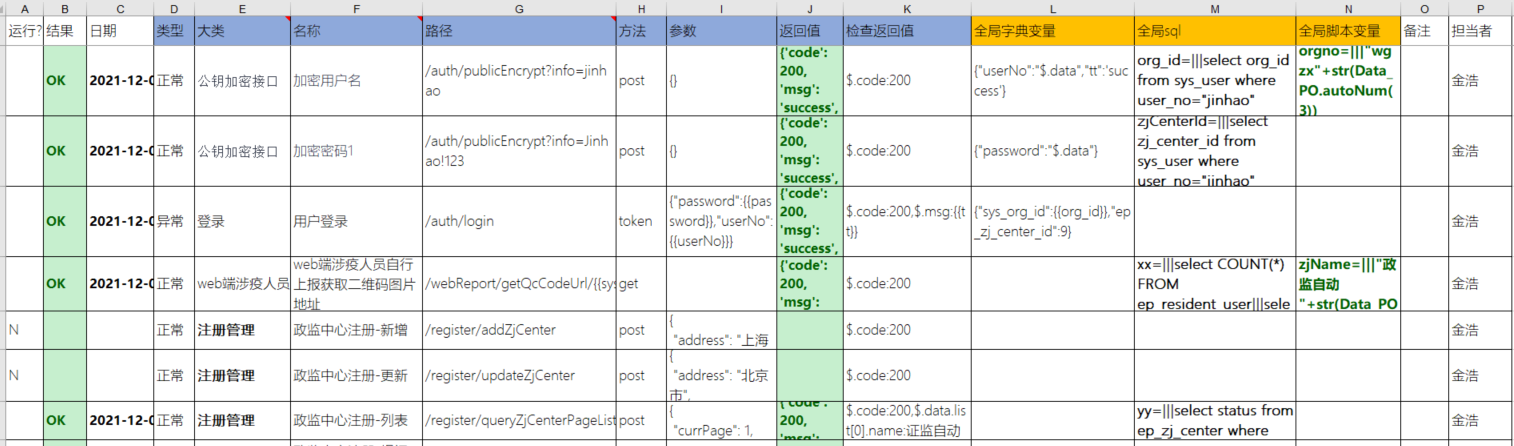 A B C D E F G H I J K L M N O P
运行? 结果 日期 类型 大类 名称 路径 方法 参数 返回值 检查返回值 全局字典变量 全局sql 全局脚本变量 备注 担当者
OK 2021-12-0 正常 公钥加密接口 加密用户名
/auth/publicEncrypt?info=jinh
ao
post {}
{'code':
200,
'msg':
'success',
$.code:200
{"userNo":"$.data","tt":'suc
cess'}
org_id=|||select org_id
from sys_user where
user_no="jinhao"
orgno=|||"wg
zx"+str(Data_
PO.autoNum(
3))
金浩
OK 2021-12-0 正常 公钥加密接口 加密密码1
/auth/publicEncrypt?info=Jinh
ao!123
post {}
{'code':
200,
'msg':
'success',
$.code:200
{"password":"$.data"}
zjCenterId=|||select
zj_center_id from
sys_user where
user_no="jinhao"
金浩
OK 2021-12-0 异常 登录 用户登录 /auth/login token
{"password":{{pas
sword}},"userNo":
{{userNo}}}
{'code':
200,
'msg':
'success',
$.code:200,$.msg:{{t
t}}
{"sys_org_id":{{org_id}},"ep
_zj_center_id":9}
金浩
OK 2021-12-0 正常 web端涉疫人员
web端涉疫人员自行
上报获取二维码图片
地址
/webReport/getQcCodeUrl/{{sys get
{'code':
200,
'msg':
$.code:200
xx=|||select COUNT(*)
FROM
ep_resident_user|||sele
zjName=|||"政
监自动
"+str(Data_PO
金浩
N 正常 注册管理 政监中心注册-新增 /register/addZjCenter post
{
"address": "上海
$.code:200 金浩
N 正常 注册管理 政监中心注册-更新 /register/updateZjCenter post
{
"address": "北京
市",
$.code:200 金浩
OK 2021-12-0 正常 注册管理 政监中心注册-列表 /register/queryZjCenterPageList post
{
"currPage": 1,
{'code':
200,
'msg':
$.code:200,$.data.lis
t[0].name:证监自动
yy=|||select status from
ep_zj_center where
金浩